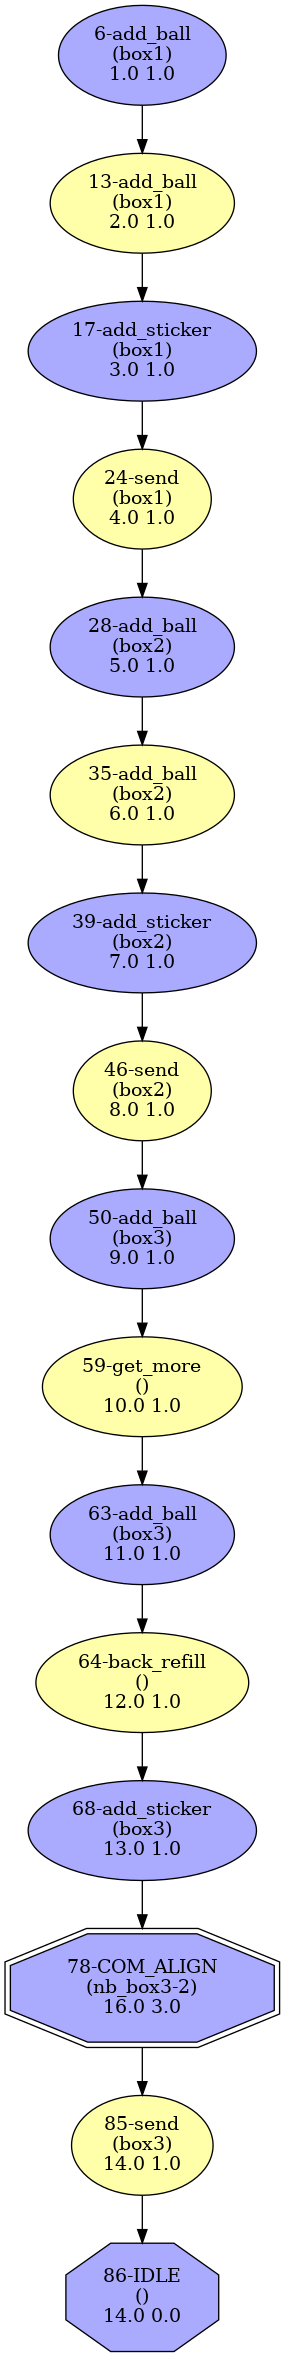 6-add_ball
(box1)
1.0 1.0
13-add_ball
(box1)
2.0 1.0
17-add_sticker
(box1)
3.0 1.0
24-send
(box1)
4.0 1.0
28-add_ball
(box2)
5.0 1.0
35-add_ball
(box2)
6.0 1.0
39-add_sticker
(box2)
7.0 1.0
46-send
(box2)
8.0 1.0
50-add_ball
(box3)
9.0 1.0
59-get_more
()
10.0 1.0
63-add_ball
(box3)
11.0 1.0
64-back_refill
()
12.0 1.0
68-add_sticker
(box3)
13.0 1.0
78-COM_ALIGN
(nb_box3-2)
16.0 3.0
85-send
(box3)
14.0 1.0
86-IDLE
()
14.0 0.0